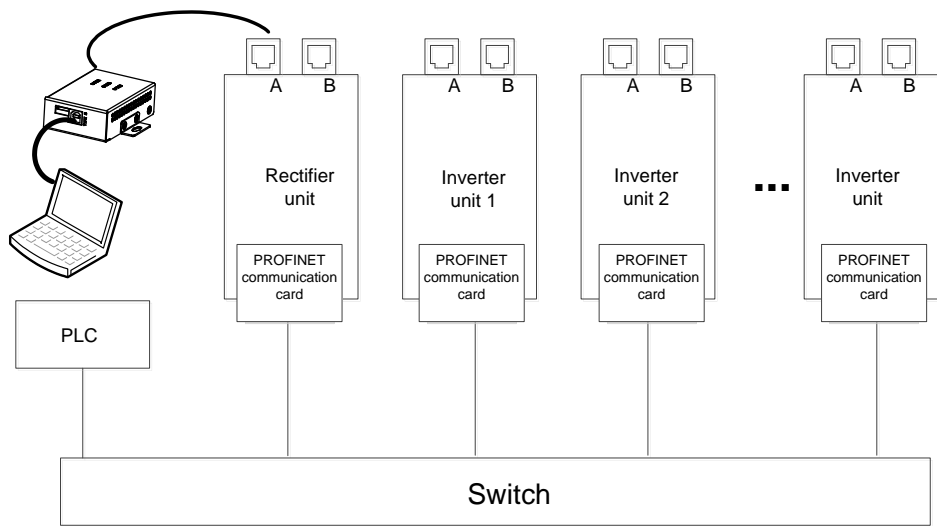 A B
A B
A B
A B
Rectifier
unit
Inverter
unit 1
Inverter
unit 2
...
Inverter
unit
PROFINET
communication
card
PROFINET
communication
card
PROFINET
communication
card
PROFINET
communication
card
PLC
Switch